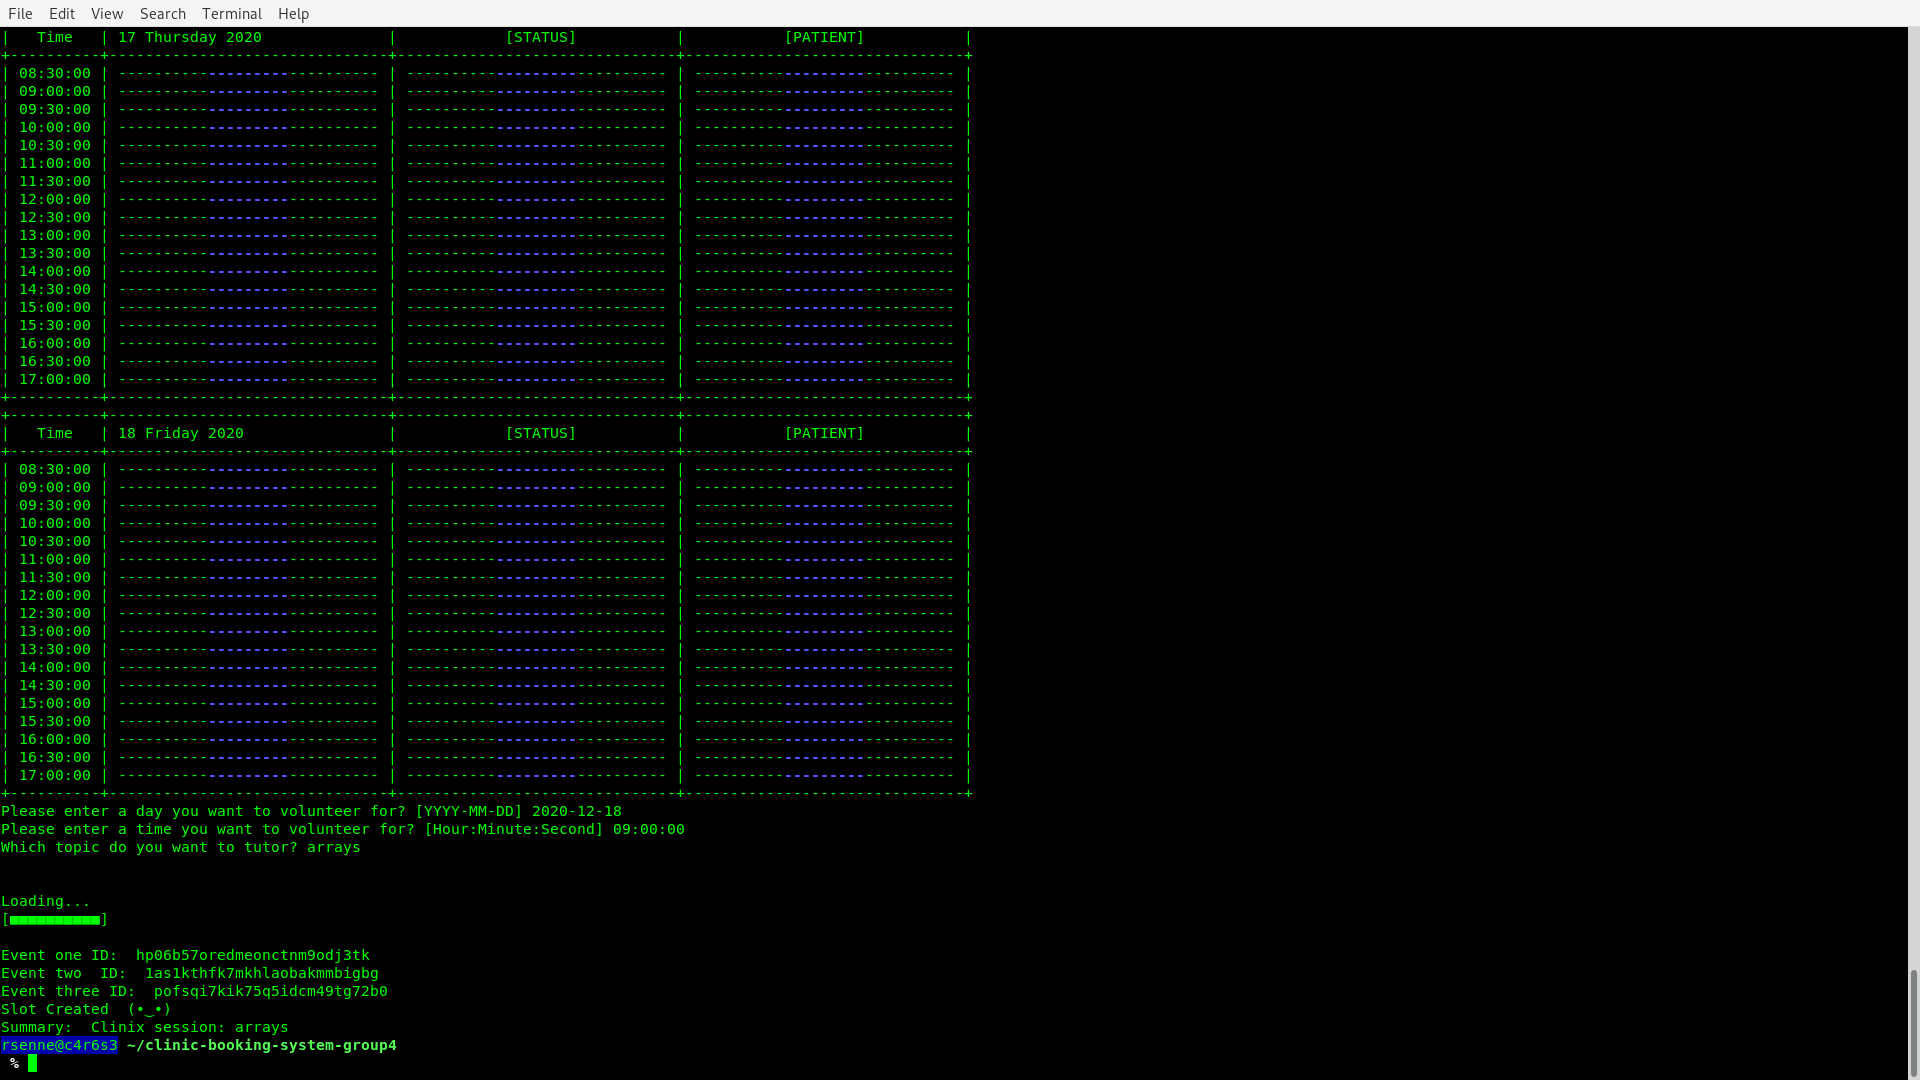 File Edit View Search Terminal Help
|   Time   | 17 Thursday 2020              |            [STATUS]           |           [PATIENT]           |
+----------+-------------------------------+-------------------------------+-------------------------------+
| 08:30:00 | ----------------------------- | ----------------------------- | ----------------------------- |
| 09:00:00 | ----------------------------- | ----------------------------- | ----------------------------- |
| 09:30:00 | ----------------------------- | ----------------------------- | ----------------------------- |
| 10:00:00 | ----------------------------- | ----------------------------- | ----------------------------- |
| 10:30:00 | ----------------------------- | ----------------------------- | ----------------------------- |
| 11:00:00 | ----------------------------- | ----------------------------- | ----------------------------- |
| 11:30:00 | ----------------------------- | ----------------------------- | ----------------------------- |
| 12:00:00 | ----------------------------- | ----------------------------- | ----------------------------- |
| 12:30:00 | ----------------------------- | ----------------------------- | ----------------------------- |
| 13:00:00 | ----------------------------- | ----------------------------- | ----------------------------- |
| 13:30:00 | ----------------------------- | ----------------------------- | ----------------------------- |
| 14:00:00 | ----------------------------- | ----------------------------- | ----------------------------- |
| 14:30:00 | ----------------------------- | ----------------------------- | ----------------------------- |
| 15:00:00 | ----------------------------- | ----------------------------- | ----------------------------- |
| 15:30:00 | ----------------------------- | ----------------------------- | ----------------------------- |
| 16:00:00 | ----------------------------- | ----------------------------- | ----------------------------- |
| 16:30:00 | ----------------------------- | ----------------------------- | ----------------------------- |
| 17:00:00 | ----------------------------- | ----------------------------- | ----------------------------- |
+----------+-------------------------------+-------------------------------+-------------------------------+
+----------+-------------------------------+-------------------------------+-------------------------------+
|   Time   | 18 Friday 2020                |            [STATUS]           |           [PATIENT]           |
+----------+-------------------------------+-------------------------------+-------------------------------+
| 08:30:00 | ----------------------------- | ----------------------------- | ----------------------------- |
| 09:00:00 | ----------------------------- | ----------------------------- | ----------------------------- |
| 09:30:00 | ----------------------------- | ----------------------------- | ----------------------------- |
| 10:00:00 | ----------------------------- | ----------------------------- | ----------------------------- |
| 10:30:00 | ----------------------------- | ----------------------------- | ----------------------------- |
| 11:00:00 | ----------------------------- | ----------------------------- | ----------------------------- |
| 11:30:00 | ----------------------------- | ----------------------------- | ----------------------------- |
| 12:00:00 | ----------------------------- | ----------------------------- | ----------------------------- |
| 12:30:00 | ----------------------------- | ----------------------------- | ----------------------------- |
| 13:00:00 | ----------------------------- | ----------------------------- | ----------------------------- |
| 13:30:00 | ----------------------------- | ----------------------------- | ----------------------------- |
| 14:00:00 | ----------------------------- | ----------------------------- | ----------------------------- |
| 14:30:00 | ----------------------------- | ----------------------------- | ----------------------------- |
| 15:00:00 | ----------------------------- | ----------------------------- | ----------------------------- |
| 15:30:00 | ----------------------------- | ----------------------------- | ----------------------------- |
| 16:00:00 | ----------------------------- | ----------------------------- | ----------------------------- |
| 16:30:00 | ----------------------------- | ----------------------------- | ----------------------------- |
| 17:00:00 | ----------------------------- | ----------------------------- | ----------------------------- |
+----------+-------------------------------+-------------------------------+-------------------------------+
Please enter a day you want to volunteer for? [YYYY-MM-DD] 2020-12-18
Please enter a time you want to volunteer for? [Hour:Minute:Second] 09:00:00
Which topic do you want to tutor? arrays
Loading...
[■■■■■■■■■■]
Event one ID:  hp06b57oredmeonctnm9odj3tk
Event two  ID:  1as1kthfk7mkhlaobakmmbigbg
Event three ID:  pofsqi7kik75q5idcm49tg72b0
Slot Created  (•‿•)
Summary:  Clinix session: arrays
rsenne@c4r6s3 ~/clinic-booking-system-group4
%